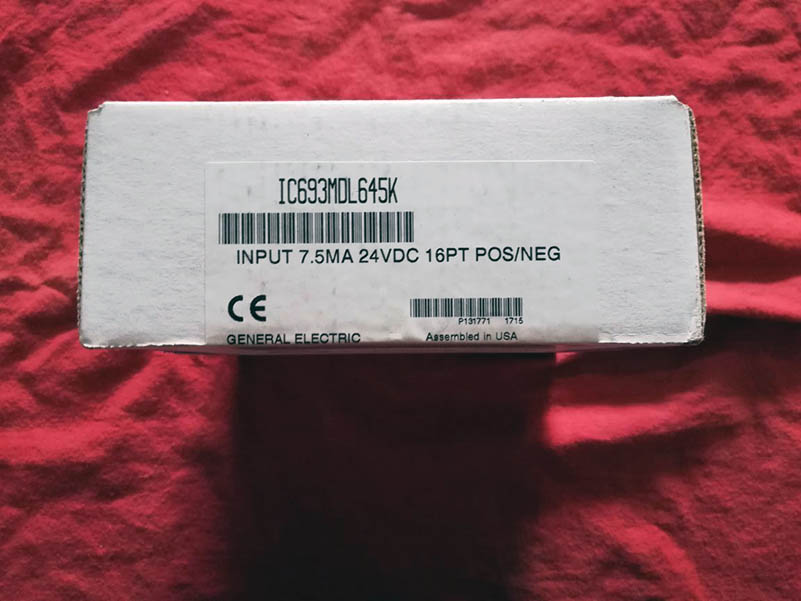 IC693MDL645K
INPUT 7.5MA 24VDC 16PT POS/NEG
CE
P131771 1715
GENERAL ELECTRIC Assembled in USA